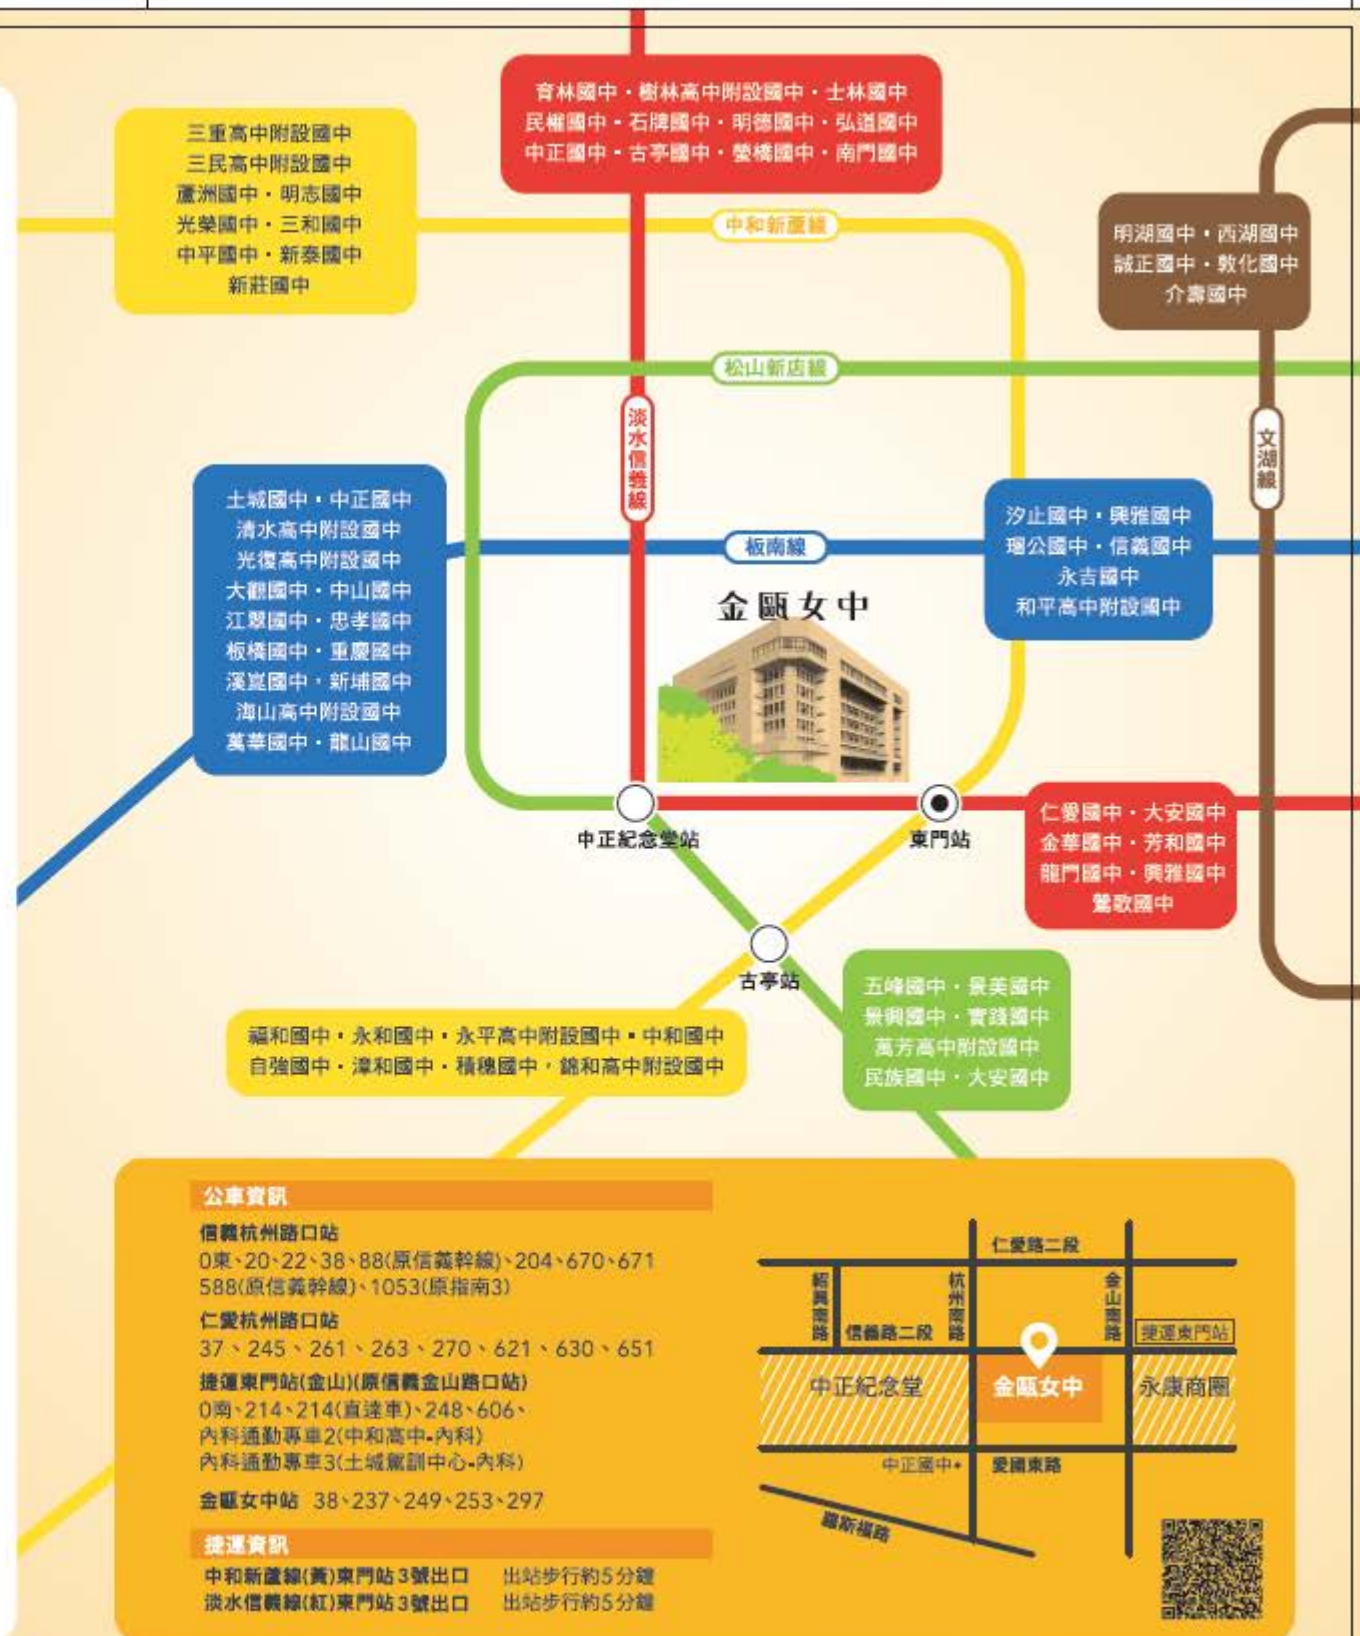 育林國中・樹林高中附設國中・士林國中
民權國中・石牌國中・明德國中・弘道國中
中正國中・古亭國中・螢橋國中・南門國中
三重高中附設國中
三民高中附設國中
蘆洲國中・明志國中
光榮國中・三和國中
中平國中・新泰國中
新莊國中
中和新蘆線
明湖國中・西湖國中
誠正國中・敦化國中
介壽國中
松山新店線
淡水信義線
文湖線
土城國中・中正國中
清水高中附設國中
光復高中附設國中
大觀國中・中山國中
江翠國中・忠孝國中
板橋國中・重慶國中
溪崑國中，新埔國中
海山高中附設國中
萬華國中・龍山國中
板南線
汐止國中・興雅國中
瑠公國中・信義國中
永吉國中
和平高中附設國中
金甌女中
中正紀念堂站
東門站
仁愛國中・大安國中
金華國中・芳和國中
龍門國中・興雅國中
鶯歌國中
古亭站
五峰國中・景美國中
景興國中・實踐國中
萬芳高中附設國中
民族國中・大安國中
福和國中・永和國中・永平高中附設國中・中和國中
自強國中・漳和國中・積穗國中，錦和高中附設國中
公車資訊
信義杭州路口站
0東、20、22、38、88(原信義幹線)、204、670、671
588(原信義幹線)、1053(原指南3)
仁愛杭州路口站
37、245、261、263、270、621、630、651
捷運東門站(金山)(原信義金山路口站)
0南、214、214(直達車)、248、606、
內科通勤專車2(中和高中-內科)
內科通勤專車3(土城駕訓中心-內科)
金甌女中站 38、237、249、253、297
捷運資訊
中和新蘆線(黃)東門站3號出口 出站步行約5分鐘
淡水信義線(紅)東門站3號出口 出站步行約5分鐘
仁愛路二段
紹興南路
杭州南路
金山南路
信義路二段
捷運東門站
中正紀念堂
金甌女中
永康商圈
中正國中
愛國東路
羅斯福路